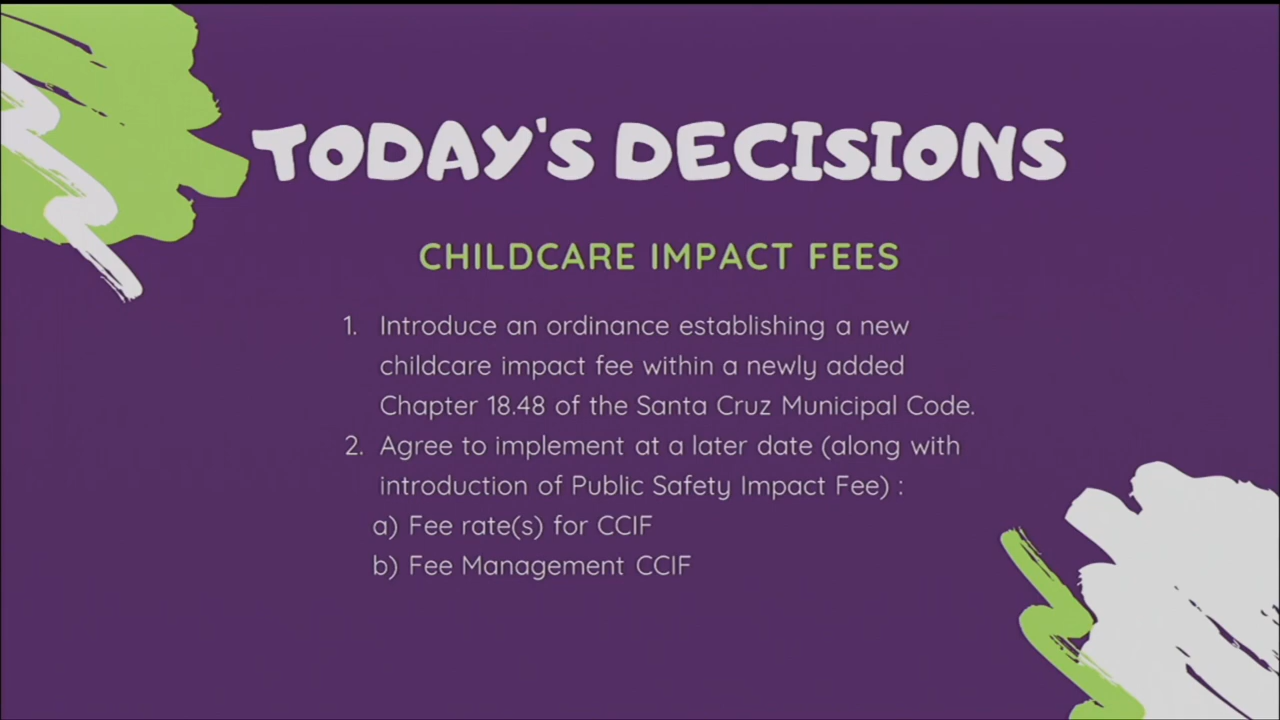 TODAY'S DECISIONS
CHILDCARE IMPACT FEES
1. Introduce an ordinance establishing a new
childcare impact fee within a newly added
Chapter 18.48 of the Santa Cruz Municipal Code.
2. Agree to implement at a later date (along with
introduction of Public Safety Impact Fee) :
a) Fee rate(s) for CCIF
b) Fee Management CCIF